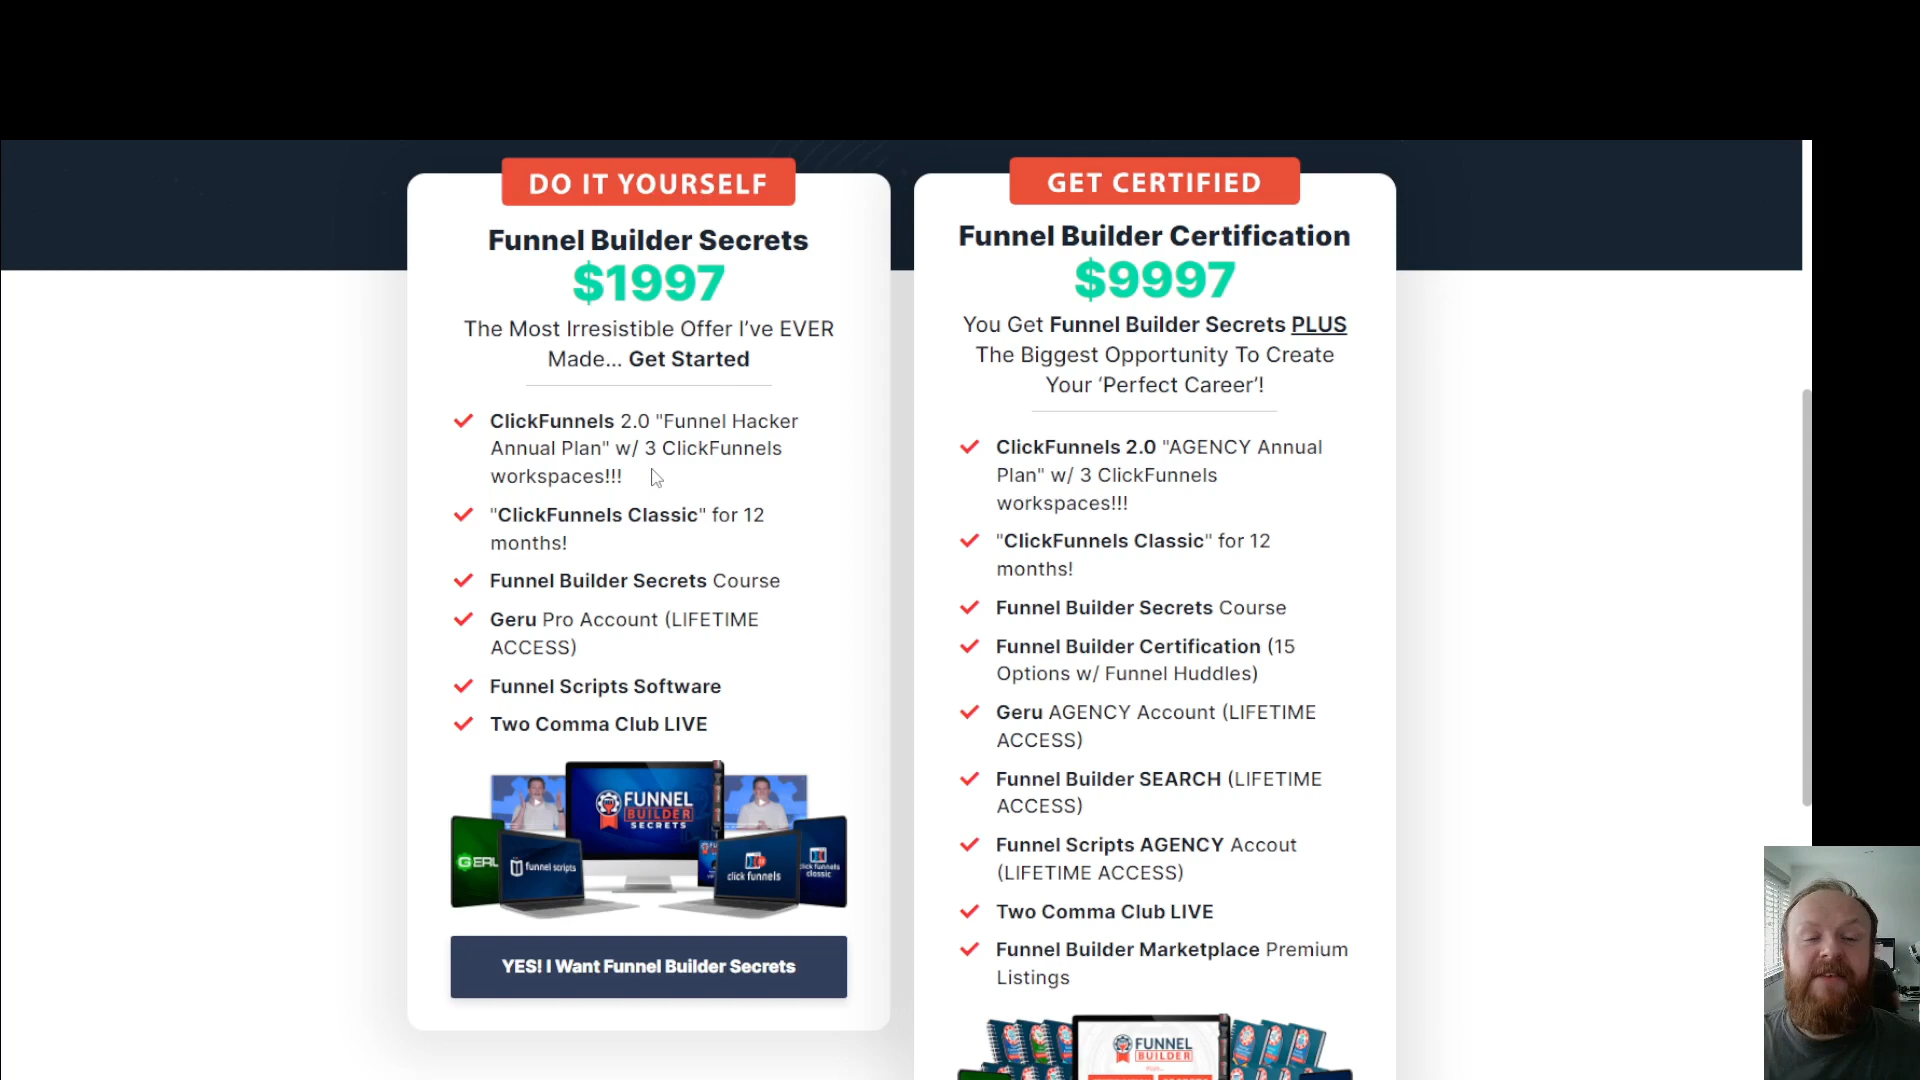 DO IT YOURSELF
Funnel Builder Secrets
$1997
The Most Irresistible Offer I've EVER
Made... Get Started
ClickFunnels 2.0 "Funnel Hacker
Annual Plan" w/ 3 ClickFunnels
workspaces!!!
"ClickFunnels Classic" for 12
months!
Funnel Builder Secrets Course
Geru Pro Account (LIFETIME
ACCESS)
Funnel Scripts Software
Two Comma Club LIVE
FUNNEL
BUILDER
SECRETS
funnel scripts
click funnels
click funnels
classic
YES! I Want Funnel Builder Secrets
GET CERTIFIED
Funnel Builder Certification
$9997
You Get Funnel Builder Secrets PLUS
The Biggest Opportunity To Create
Your 'Perfect Career'!
ClickFunnels 2.0 "AGENCY Annual
Plan" w/ 3 ClickFunnels
workspaces!!!
"ClickFunnels Classic" for 12
months!
Funnel Builder Secrets Course
Funnel Builder Certification (15
Options w/ Funnel Huddles)
Geru AGENCY Account (LIFETIME
ACCESS)
Funnel Builder SEARCH (LIFETIME
ACCESS)
Funnel Scripts AGENCY Accout
(LIFETIME ACCESS)
Two Comma Club LIVE
Funnel Builder Marketplace Premium
Listings
FUNNEL
BUILDER